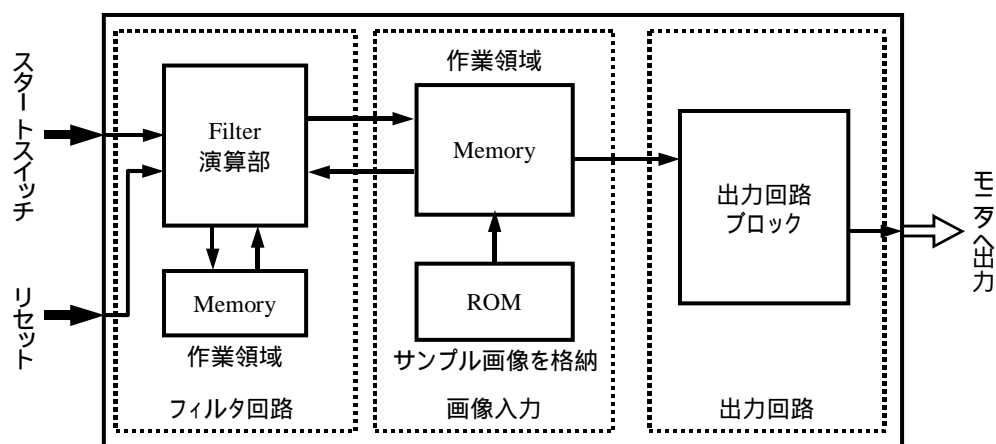 スタートスイッチ
リセット
Filter
演算部
Memory
作業領域
フィルタ回路
作業領域
Memory
ROM
サンプル画像を格納
画像入力
出力回路
ブロック
出力回路
モニタへ出力